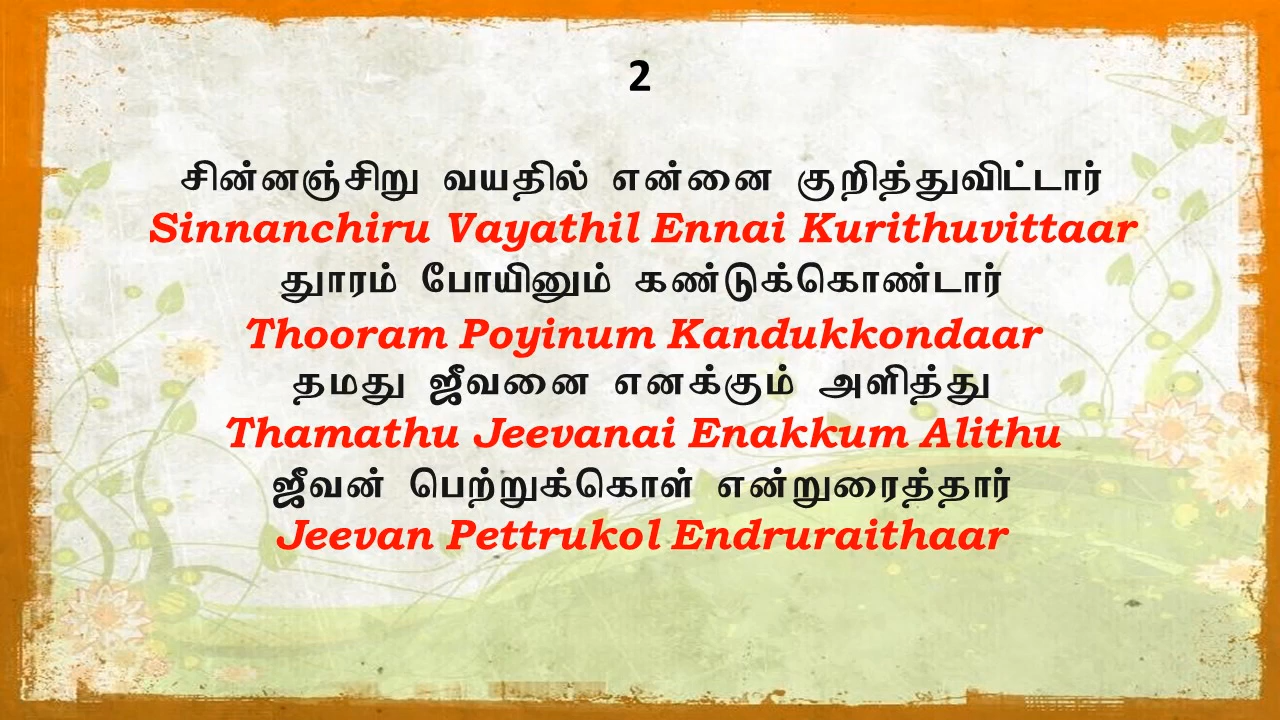 2
சின்னஞ்சிறு வயதில் என்னை குறித்துவிட்டார்
Sinnanchiru Vayathil Ennai Kurithuvittaar
துாரம் போயினும் கண்டுக்கொண்டார்
Thooram Poyinum Kandukkondaar
தமது ஜீவனை எனக்கும் அளித்து
Thamathu Jeevanai Enakkum Alithu
ஜீவன் பெற்றுக்கொள் என்றுரைத்தார்
Jeevan Pettrukol Endruraithaar